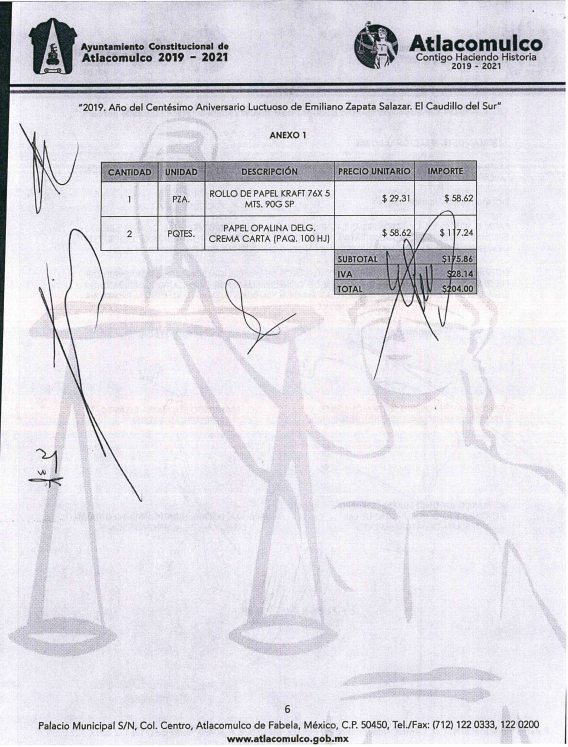 Ayuntamiento Constitucional de
Atlacomulco 2019 - 2021
Atlacomulco
Contigo Haciendo Historia
2019 - 2021
"2019. Año del Centésimo Aniversario Luctuoso de Emiliano Zapata Salazar. El Caudillo del Sur"
ANEXO 1
CANTIDAD UNIDAD DESCRIPCIÓN PRECIO UNITARIO IMPORTE
1 PZA. ROLLO DE PAPEL KRAFT 76X 5 $ 29.31 $ 58.62
MTS. 90G SP
2 PQTES. PAPEL OPALINA DELG. $ 58.62 $ 117.24
CREMA CARTA (PAQ. 100 HJ)
SUBTOTAL $175.86
IVA $28.14
TOTAL $204.00
6
Palacio Municipal S/N, Col. Centro, Atlacomulco de Fabela, México, C.P. 50450, Tel./Fax: (712) 122 0333, 122 0200
www.atlacomulco.gob.mx